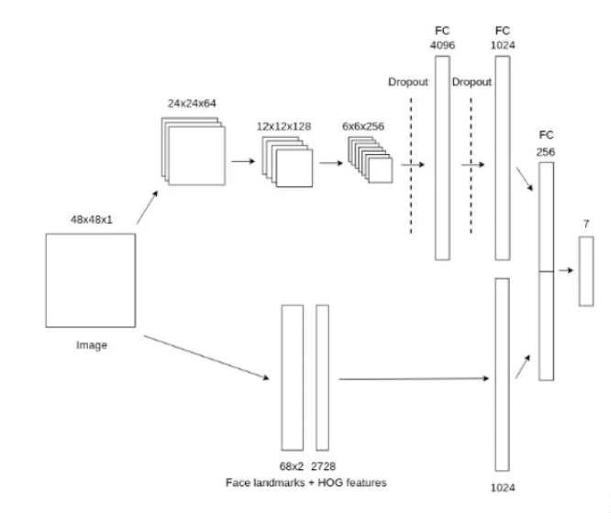 FC
4096
FC
1024
Dropout
Dropout
24x24x64
12x12x128
6x6x256
FC
256
48x48x1
7
Image
68x2 2728
Face landmarks + HOG features
1024